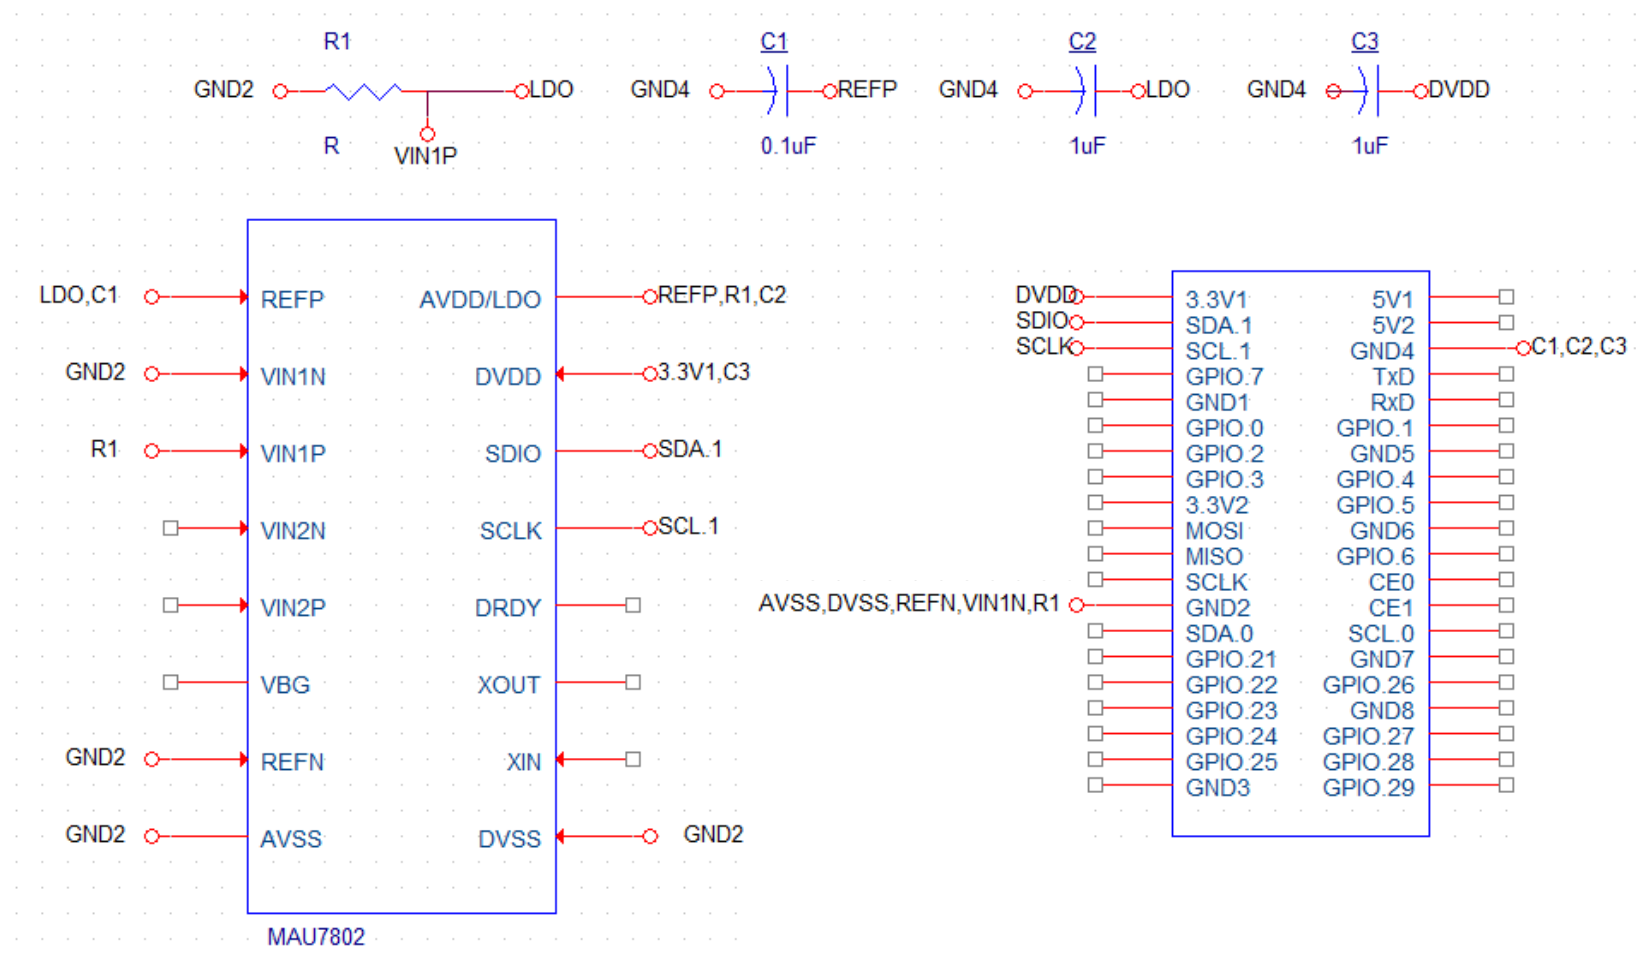 R1
GND2
LDO
R
VIN1P
C1
GND4
REFP
0.1uF
C2
GND4
LDO
1uF
C3
GND4
DVDD
1uF
LDO,C1
REFP
AVDD/LDO
REFP,R1,C2
GND2
VIN1N
DVDD
3.3V1,C3
R1
VIN1P
SDIO
SDA.1
VIN2N
SCLK
SCL.1
VIN2P
DRDY
VBG
XOUT
GND2
REFN
XIN
GND2
AVSS
DVSS
GND2
MAU7802
DVDD
3.3V1
5V1
SDIO
SDA.1
5V2
SCLK
SCL.1
GND4
C1,C2,C3
GPIO.7
TxD
GND1
RxD
GPIO.0
GPIO.1
GPIO.2
GND5
GPIO.3
GPIO.4
3.3V2
GPIO.5
MOSI
GND6
MISO
GPIO.6
SCLK
CE0
AVSS,DVSS,REFN,VIN1N,R1
GND2
CE1
SDA.0
SCL.0
GPIO.21
GND7
GPIO.22
GPIO.26
GPIO.23
GND8
GPIO.24
GPIO.27
GPIO.25
GPIO.28
GND3
GPIO.29